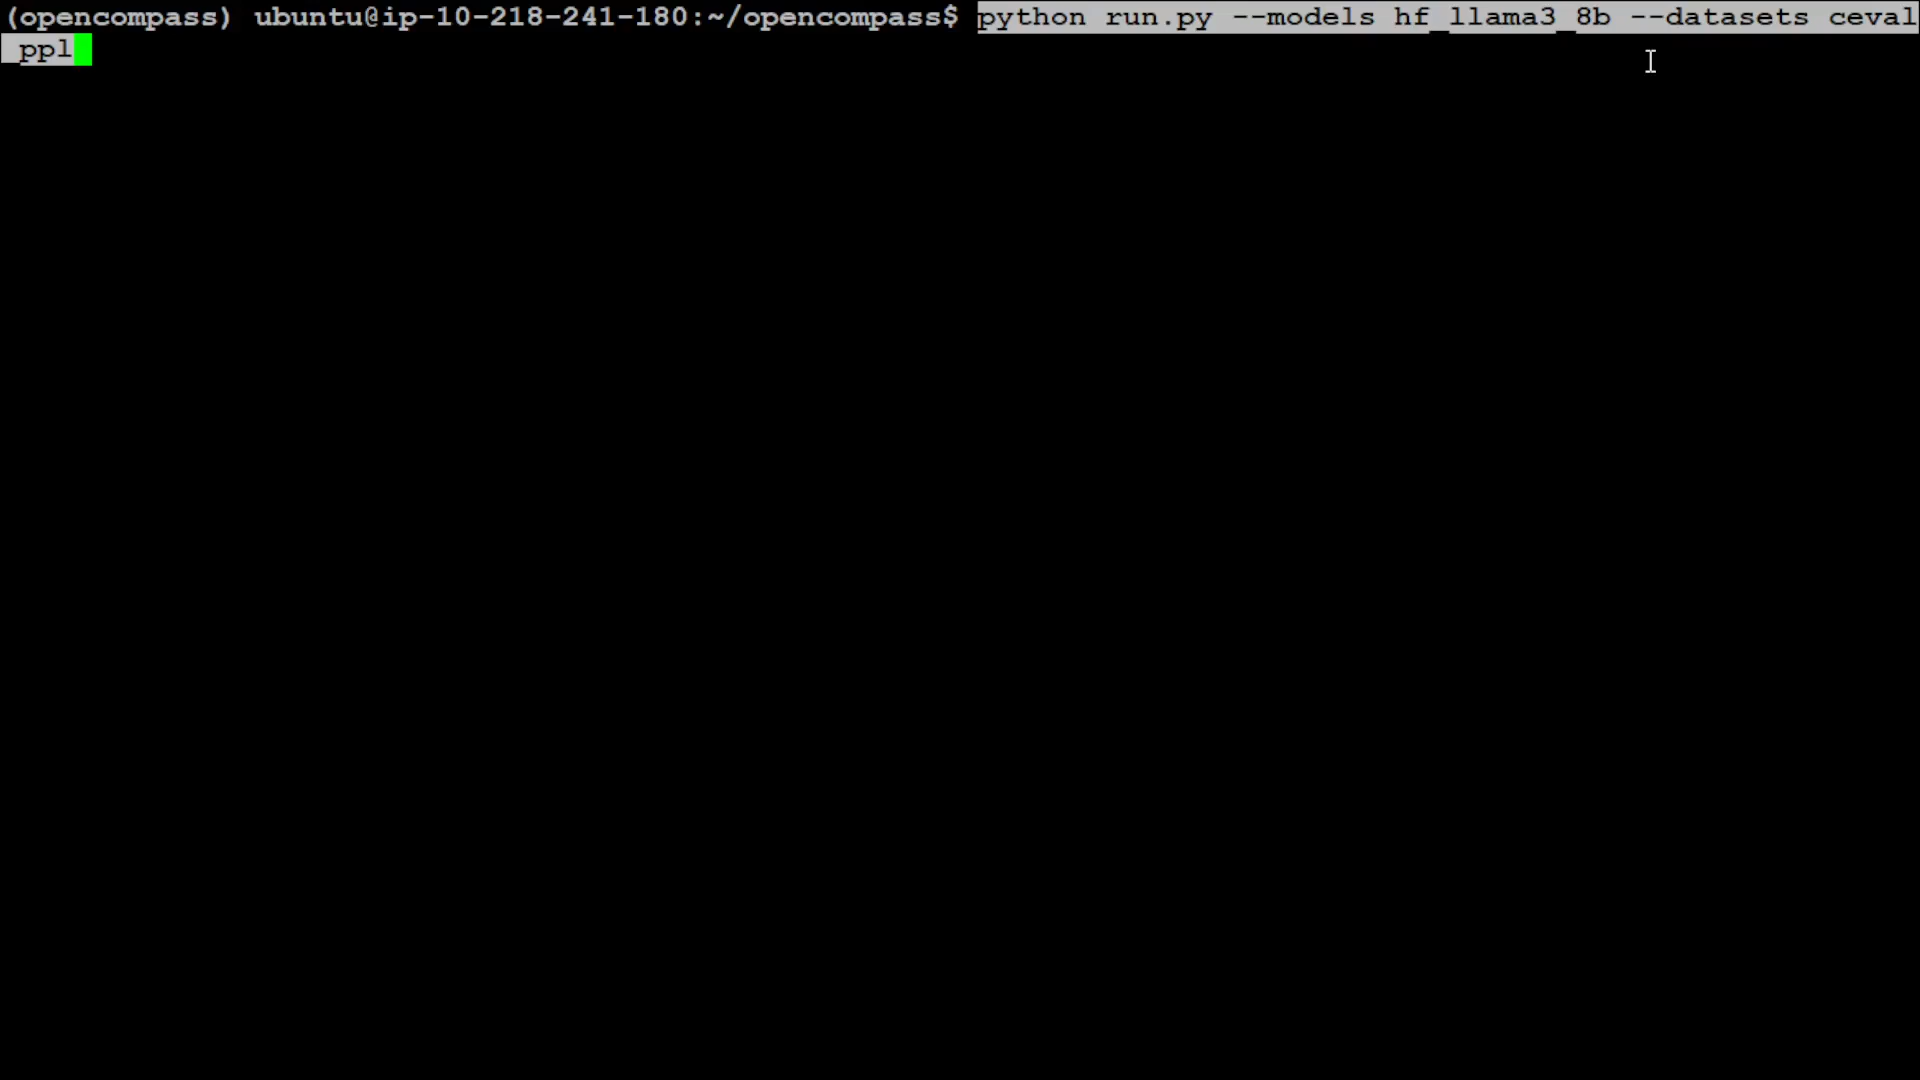 (opencompass) ubuntu@ip-10-218-241-180:~/opencompass$ python run.py --models hf_llama3_8b --datasets ceval
_ppl